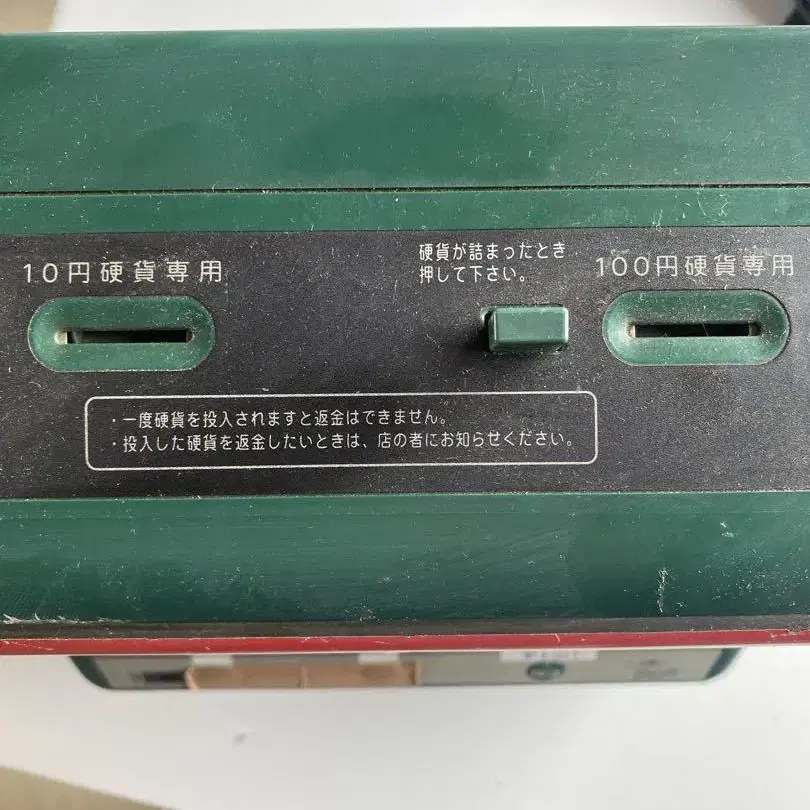 10円硬貨専用
硬貨が詰まったとき
押して下さい。
100円硬貨専用
・一度硬貨を投入されますと返金はできません。
・投入した硬貨を返金したいときは、店の者にお知らせください。